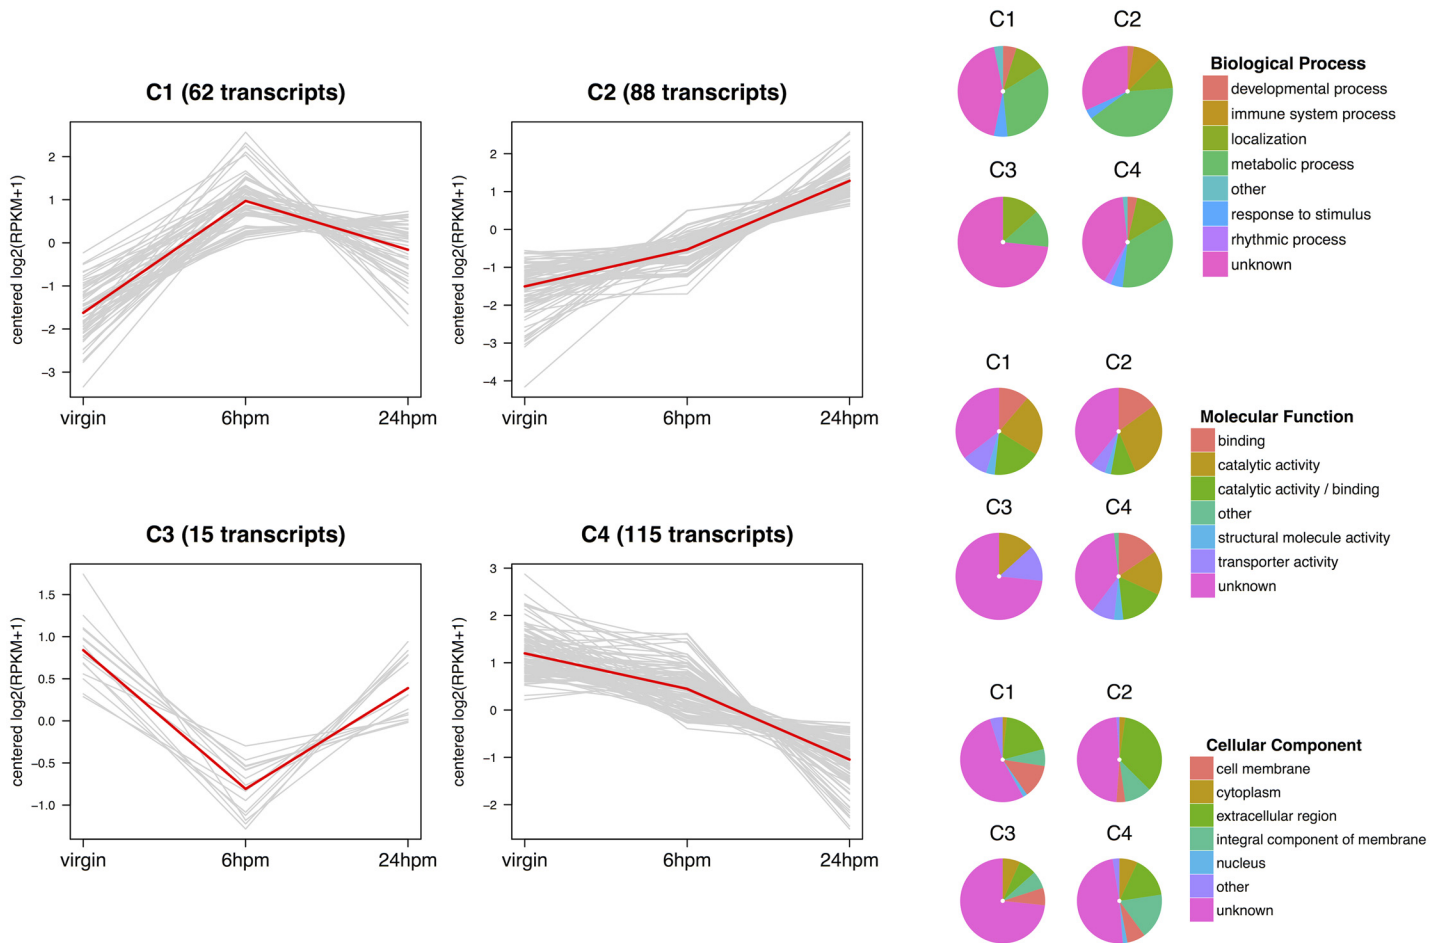 C1 (62 transcripts)
centered log2(RPKM+1)
2
1
0
−1
−2
−3
virgin
6hpm
24hpm
C2 (88 transcripts)
centered log2(RPKM+1)
2
1
0
−1
−2
−3
−4
virgin
6hpm
24hpm
C3 (15 transcripts)
centered log2(RPKM+1)
1.5
1.0
0.5
0.0
−0.5
−1.0
virgin
6hpm
24hpm
C4 (115 transcripts)
centered log2(RPKM+1)
3
2
1
0
−1
−2
virgin
6hpm
24hpm
C1
C2
C3
C4
Biological Process
developmental process
immune system process
localization
metabolic process
other
response to stimulus
rhythmic process
unknown
C1
C2
C3
C4
Molecular Function
binding
catalytic activity
catalytic activity / binding
other
structural molecule activity
transporter activity
unknown
C1
C2
C3
C4
Cellular Component
cell membrane
cytoplasm
extracellular region
integral component of membrane
nucleus
other
unknown